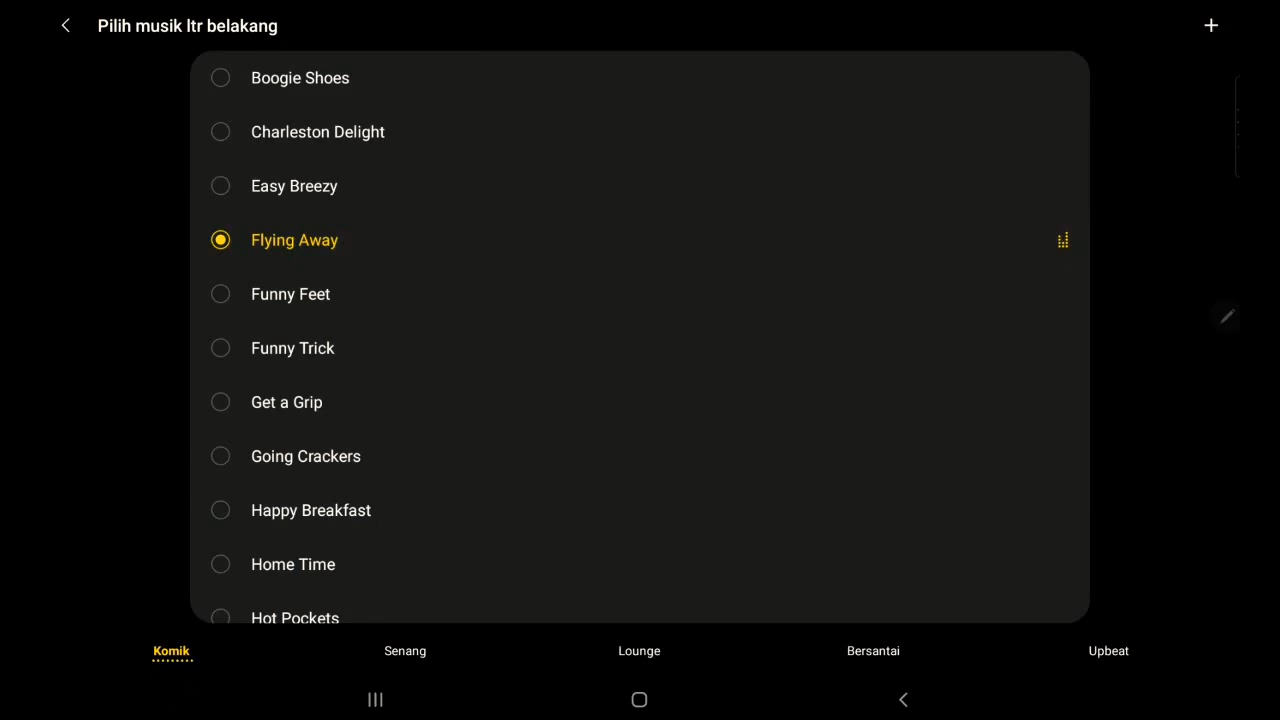 Pilih musik ltr belakang
Boogie Shoes
Charleston Delight
Easy Breezy
Flying Away
Funny Feet
Funny Trick
Get a Grip
Going Crackers
Happy Breakfast
Home Time
Hot Pockets
Komik
Senang
Lounge
Bersantai
Upbeat